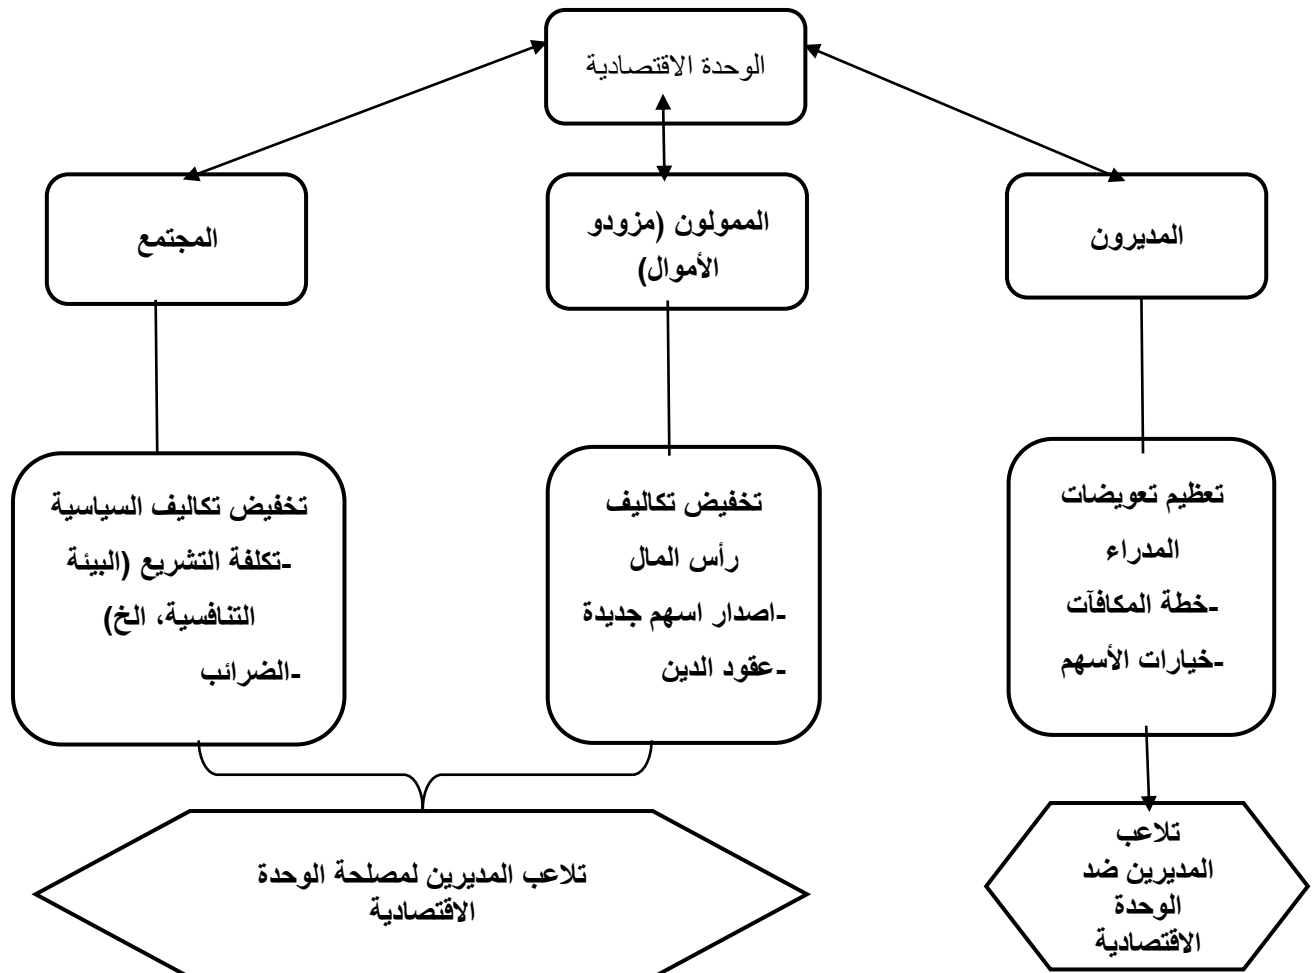 الوحدة الاقتصادية
المديرون
الممولون (مزودو
الأموال)
المجتمع
تعظيم تعويضات
المدراء
-خطة المكافآت
-خيارات الأسهم
تخفيض تكاليف
رأس المال
-اصدار اسهم جديدة
-عقود الدين
تخفيض تكاليف السياسية
-تكلفة التشريع (البيئة
التنافسية، الخ)
-الضرائب
تلاعب
المديرين ضد
الوحدة
الاقتصادية
تلاعب المديرين لمصلحة الوحدة
الاقتصادية